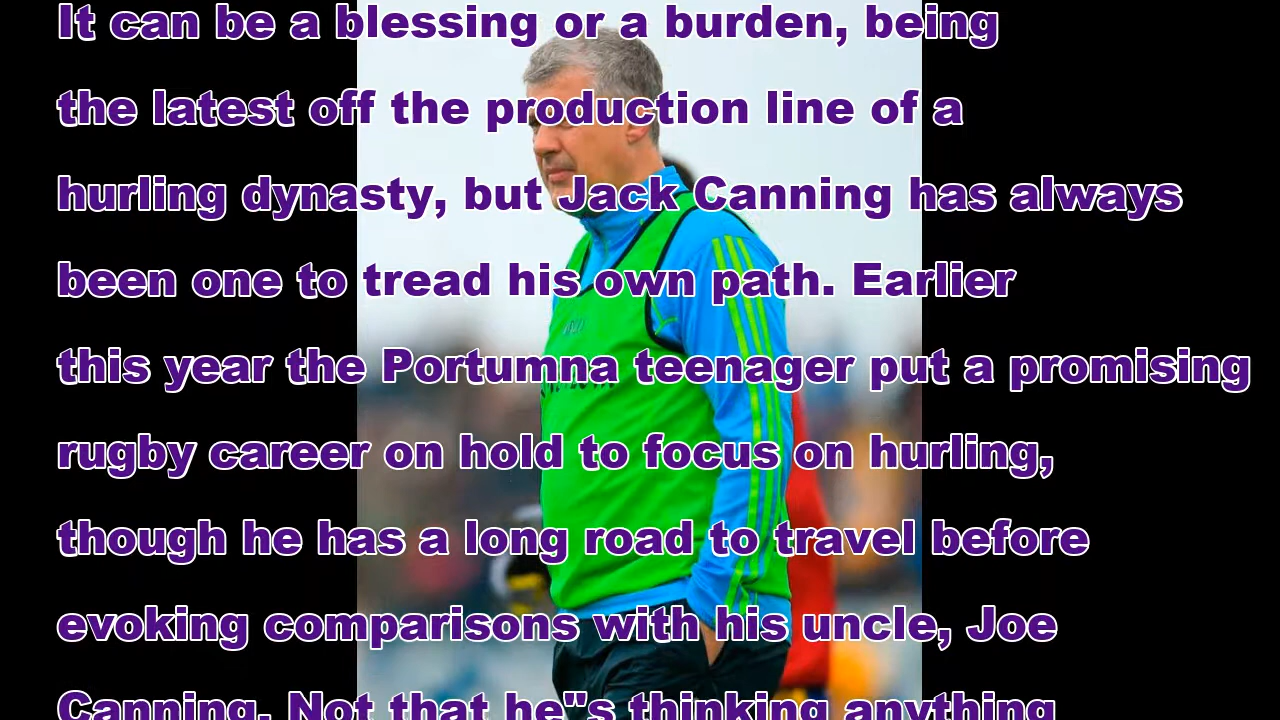 It can be a blessing or a burden, being
the latest off the production line of a
hurling dynasty, but Jack Canning has always
been one to tread his own path. Earlier
this year the Portumna teenager put a promising
rugby career on hold to focus on hurling,
though he has a long road to travel before
evoking comparisons with his uncle, Joe
Canning. Not that he"s thinking anything